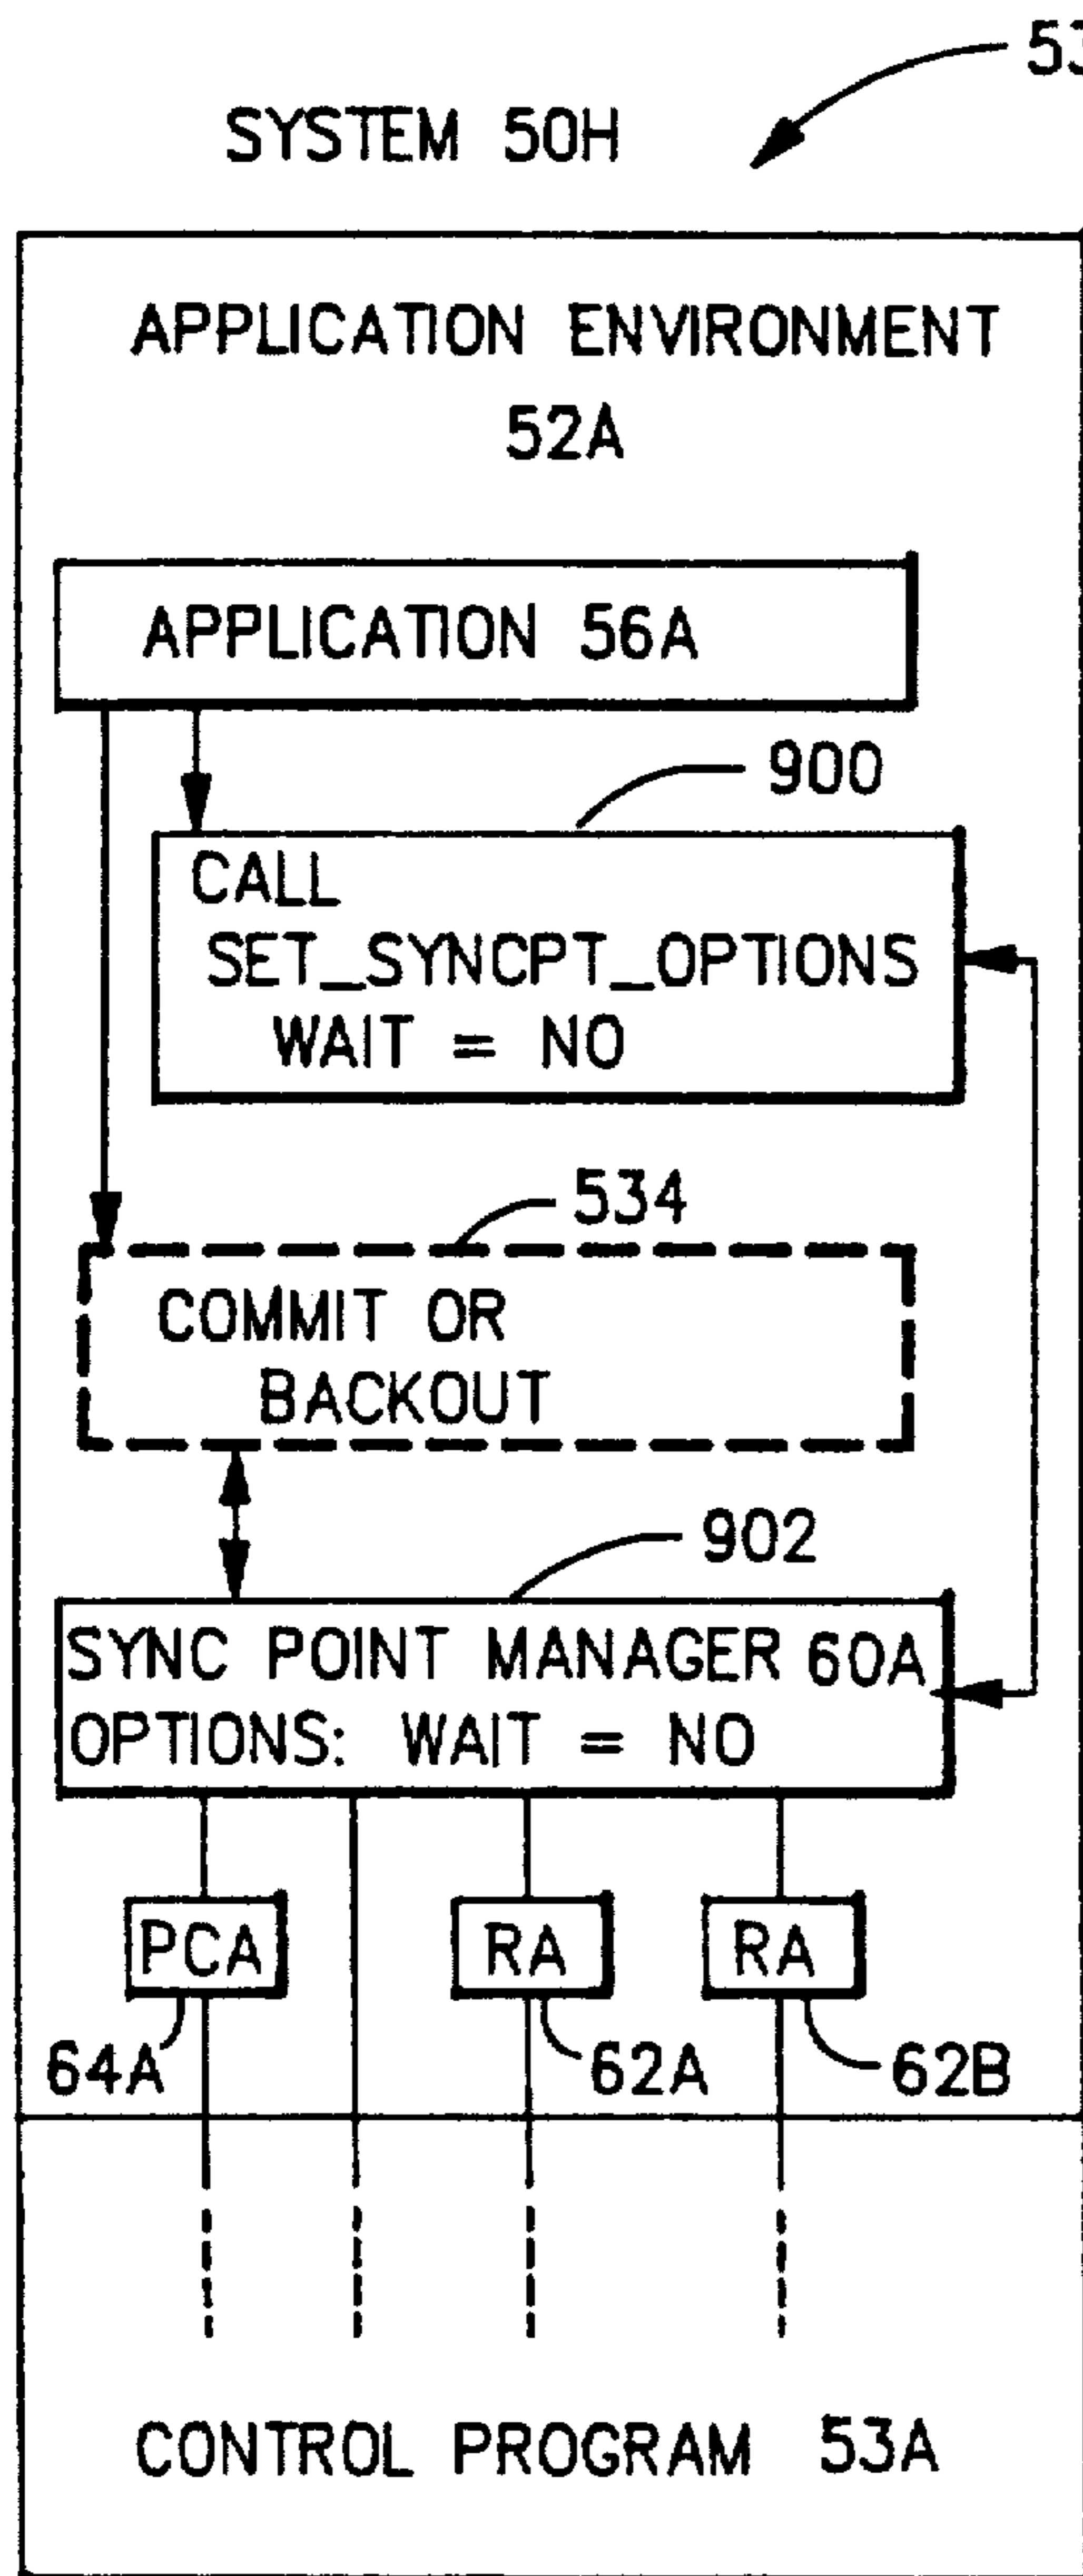 53
SYSTEM 50H
APPLICATION ENVIRONMENT
52A
APPLICATION 56A
900
CALL
SET_SYNCPT_OPTIONS
WAIT = NO
534
COMMIT OR
BACKOUT
902
SYNC POINT MANAGER 60A
OPTIONS: WAIT = NO
PCA RA RA
64A 62A 62B
CONTROL PROGRAM 53A